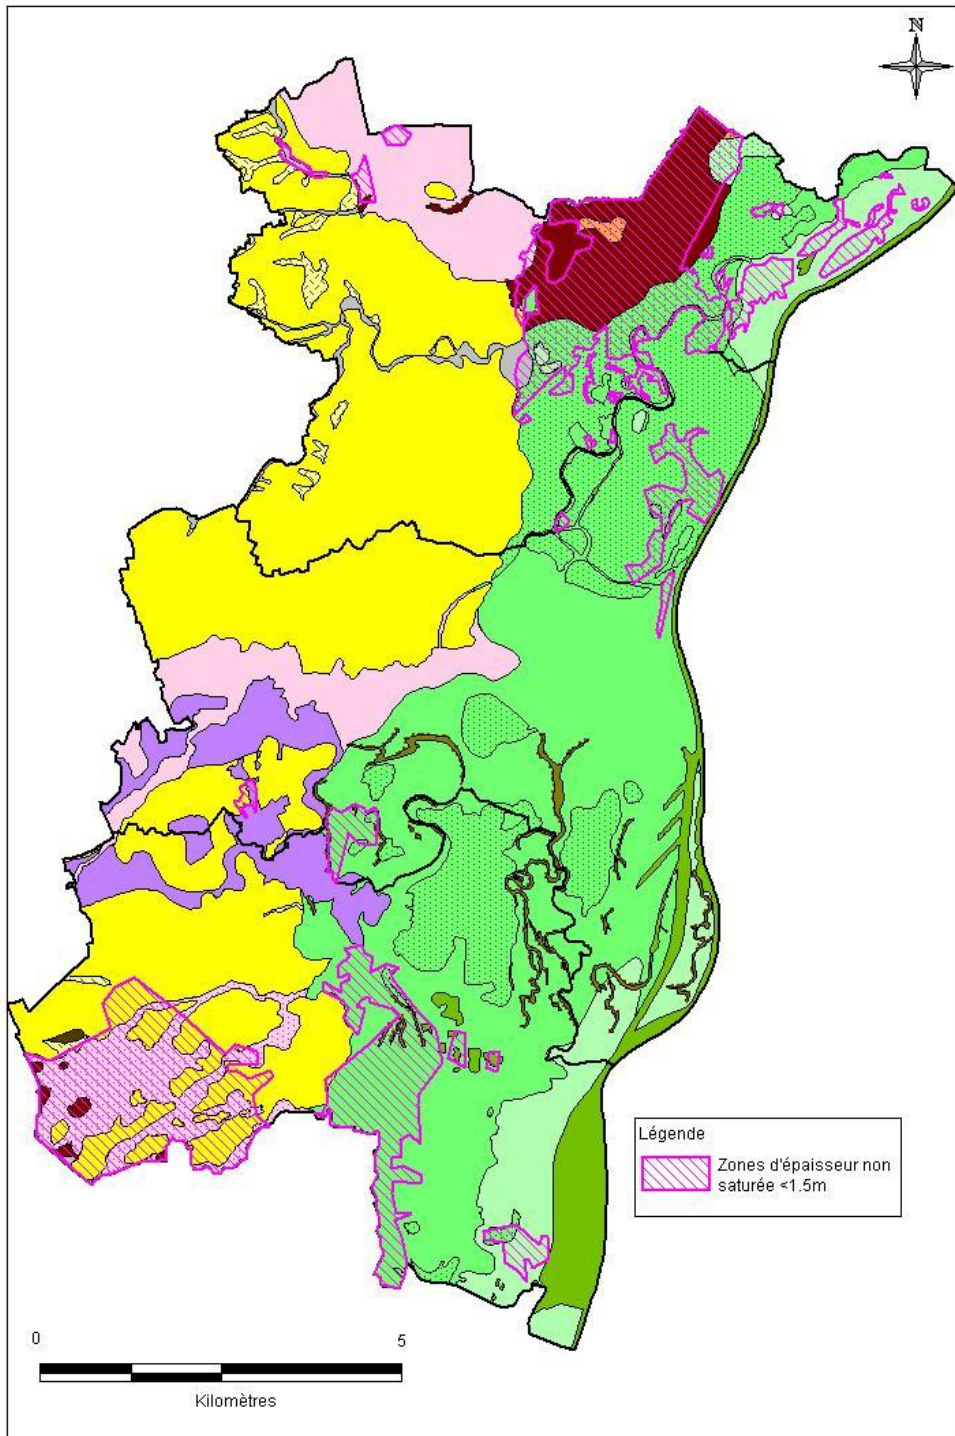 N
Légende
Zones d'épaisseur non
saturée <1.5m
0 5
Kilomètres